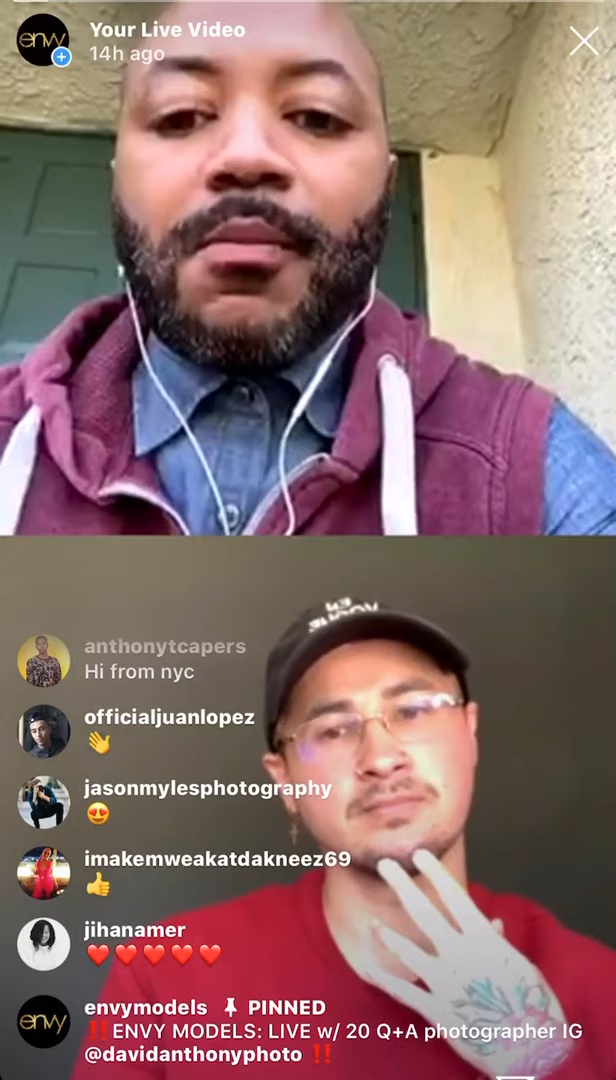 envy
Your Live Video
14h ago
anthonytcapers
Hi from nyc
officialjuanlopez
jasonmylesphotography
imakemweakatdakneez69
jihanamer
envy
envymodels PINNED
‼️ENVY MODELS: LIVE w/ 20 Q+A photographer IG
@davidanthonyphoto ‼️